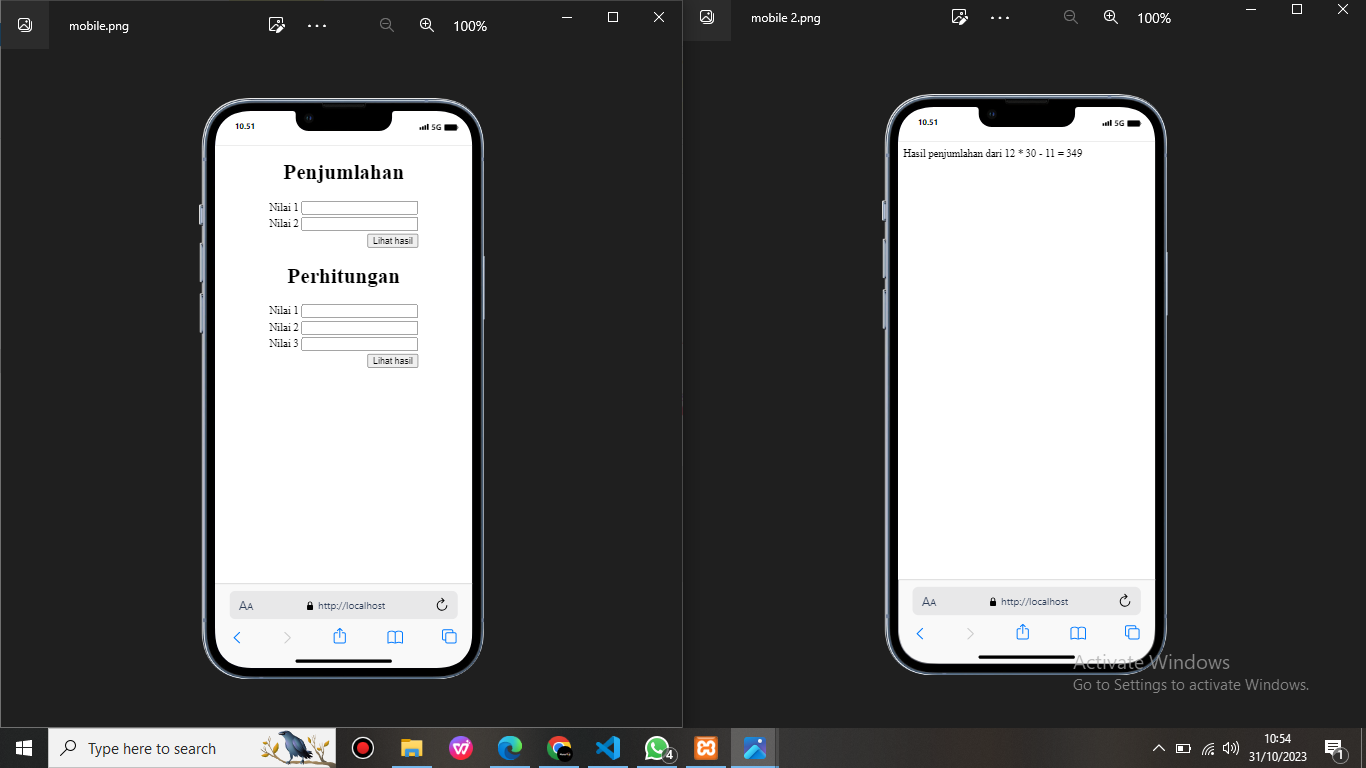 mobile.png
100%
10.51
5G
Penjumlahan
Nilai 1
Nilai 2
Lihat hasil
Perhitungan
Nilai 1
Nilai 2
Nilai 3
Lihat hasil
AA
http://localhost
mobile 2.png
100%
10.51
5G
Hasil penjumlahan dari 12 * 30 - 11 = 349
AA
http://localhost
Activate Windows
Go to Settings to activate Windows.
Type here to search
4
10:54
31/10/2023
1